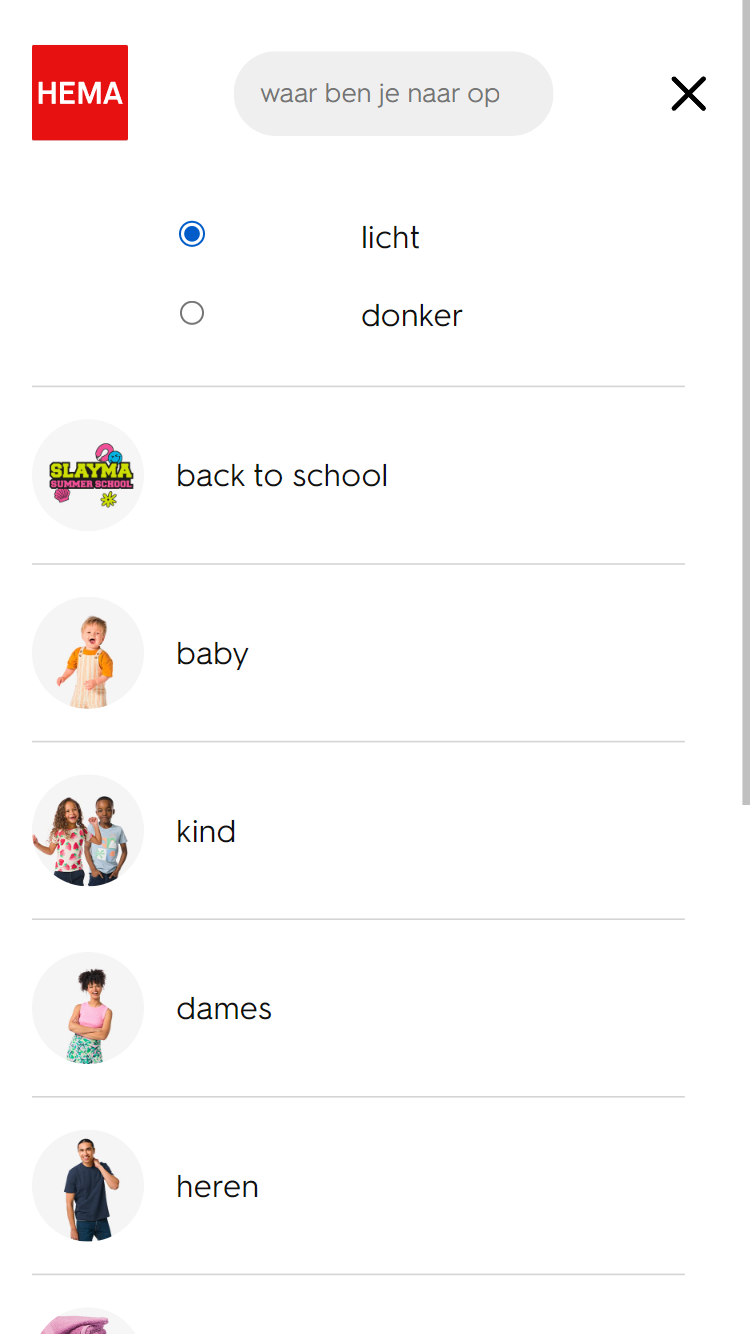 HEMA
waar ben je naar op
licht
donker
SLAYMA
SUMMER SCHOOL
back to school
baby
kind
dames
heren